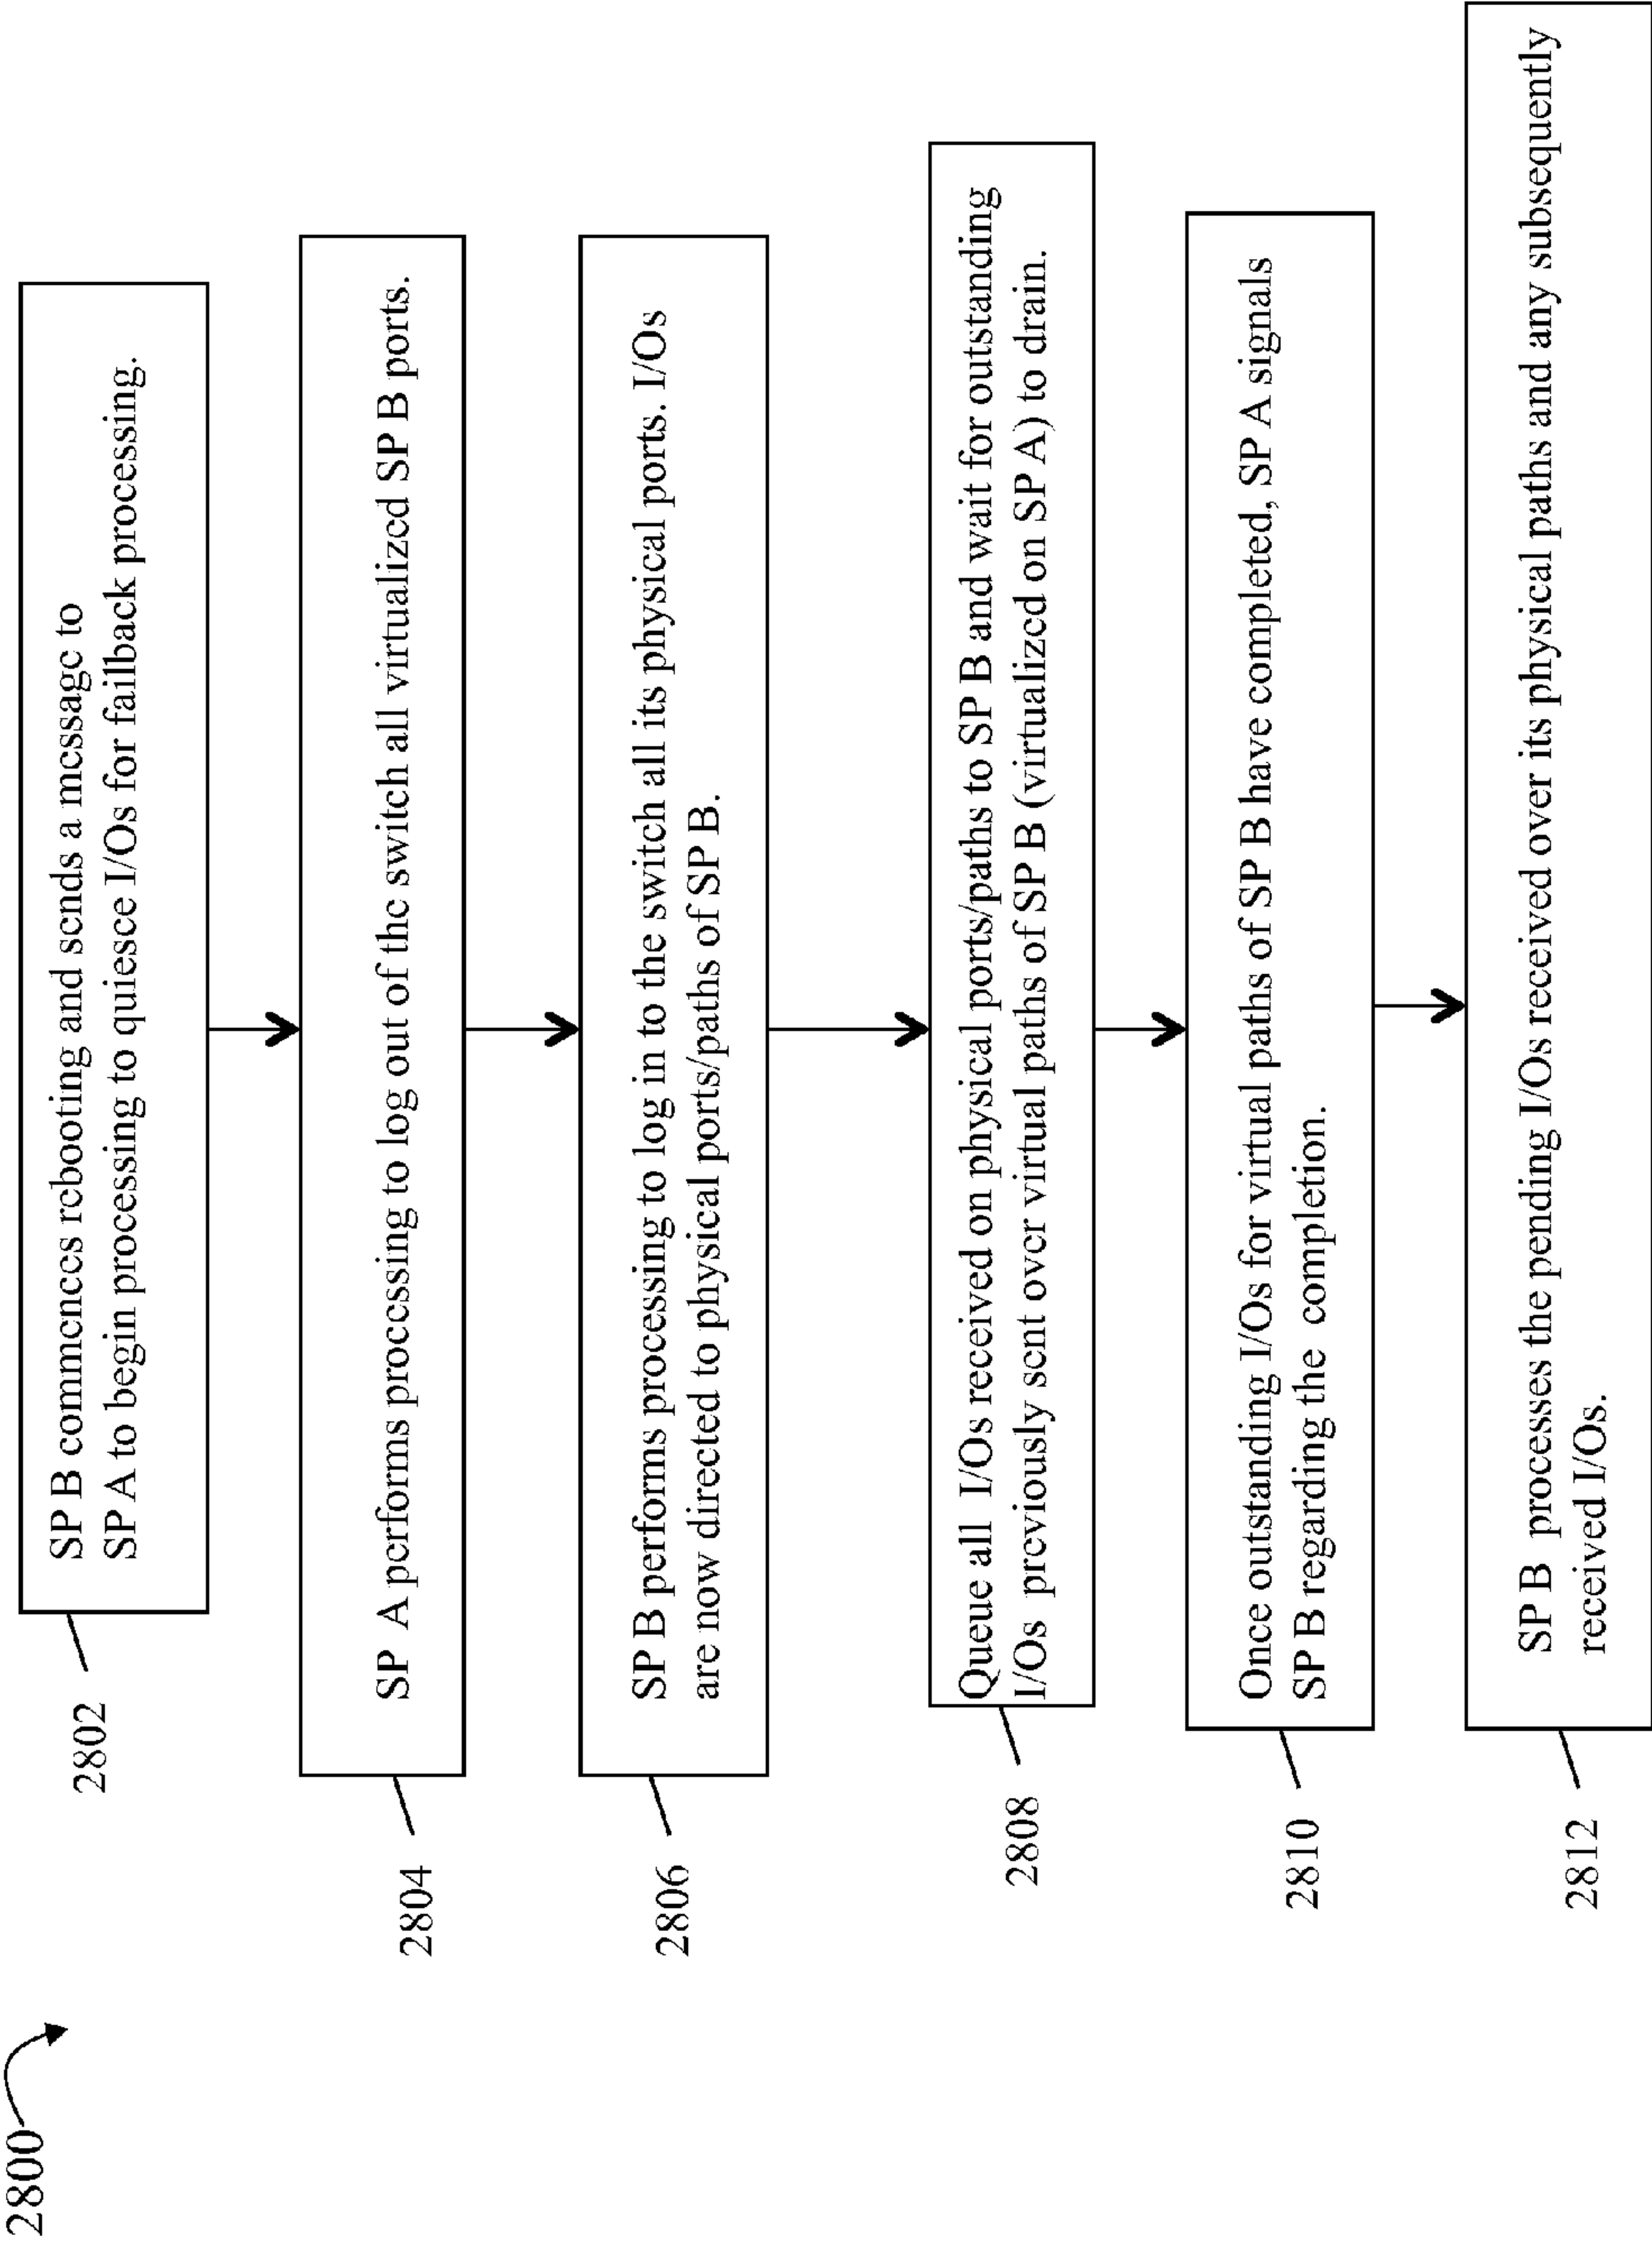 2800
2802
SP B commences rebooting and sends a message to
SP A to begin processing to quiesce I/Os for failback processing.
2804
SP A performs processing to log out of the switch all virtualized SP B ports.
2806
SP B performs processing to log in to the switch all its physical ports. I/Os
are now directed to physical ports/paths of SP B.
2808
Queue all I/Os received on physical ports/paths to SP B and wait for outstanding
I/Os previously sent over virtual paths of SP B (virtualized on SP A) to drain.
2810
Once outstanding I/Os for virtual paths of SP B have completed, SP A signals
SP B regarding the completion.
2812
SP B processes the pending I/Os received over its physical paths and any subsequently
received I/Os.